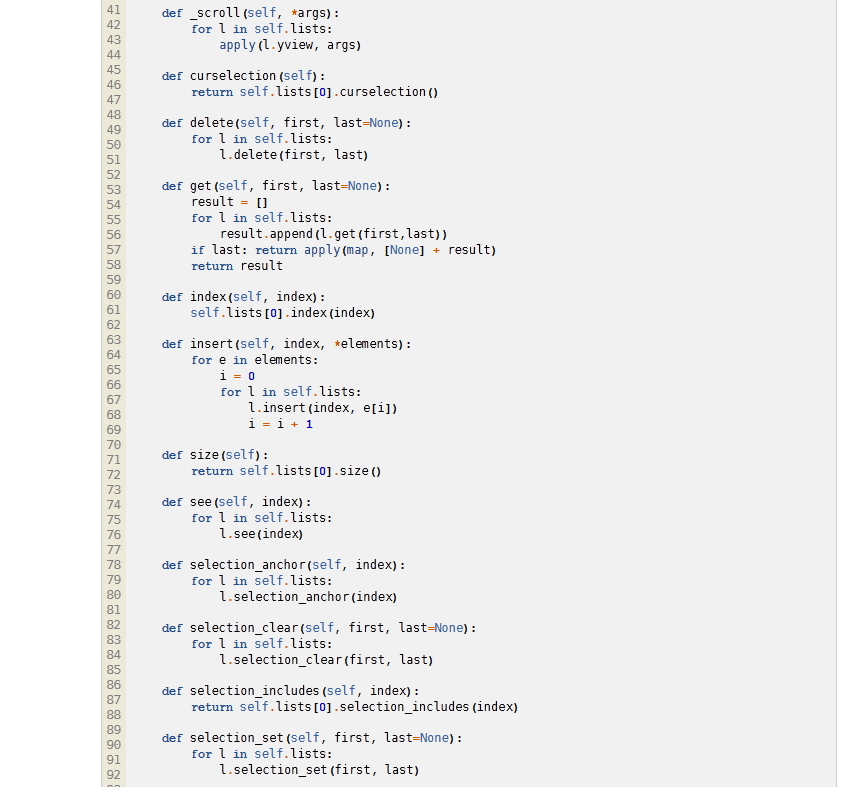 41
42
43
44
45
46
47
48
49
50
51
52
53
54
55
56
57
58
59
60
61
62
63
64
65
66
67
68
69
70
71
72
73
74
75
76
77
78
79
80
81
82
83
84
85
86
87
88
89
90
91
92
def _scroll(self, *args):
for l in self.lists:
apply(l.yview, args)
def curselection(self):
return self.lists[0].curselection()
def delete(self, first, last=None):
for l in self.lists:
l.delete(first, last)
def get(self, first, last=None):
result = []
for l in self.lists:
result.append(l.get(first,last))
if last: return apply(map, [None] + result)
return result
def index(self, index):
self.lists[0].index(index)
def insert(self, index, *elements):
for e in elements:
i = 0
for l in self.lists:
l.insert(index, e[i])
i = i + 1
def size(self):
return self.lists[0].size()
def see(self, index):
for l in self.lists:
l.see(index)
def selection_anchor(self, index):
for l in self.lists:
l.selection_anchor(index)
def selection_clear(self, first, last=None):
for l in self.lists:
l.selection_clear(first, last)
def selection_includes(self, index):
return self.lists[0].selection_includes(index)
def selection_set(self, first, last=None):
for l in self.lists:
l.selection_set(first, last)